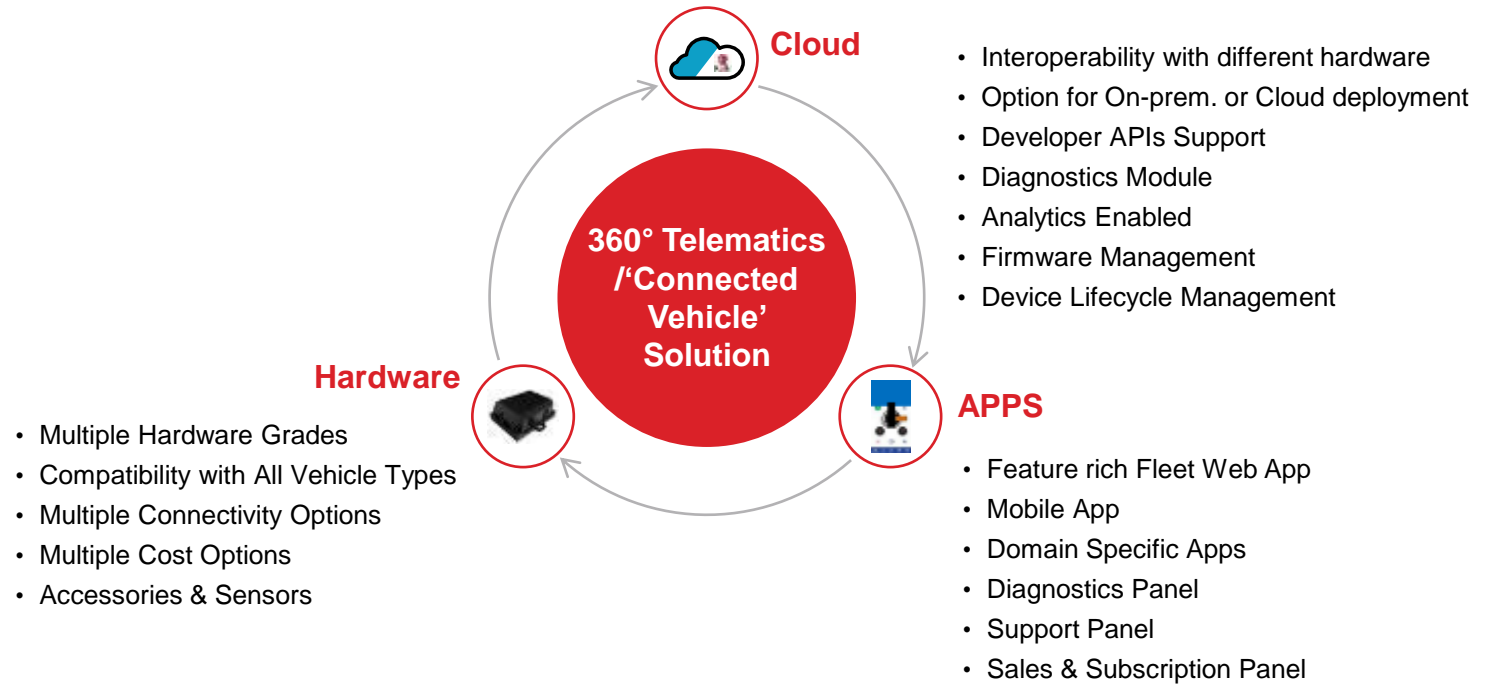 Cloud
• Interoperability with different hardware
• Option for On-prem. or Cloud deployment
• Developer APIs Support
• Diagnostics Module
• Analytics Enabled
• Firmware Management
• Device Lifecycle Management
360° Telematics
/‘Connected
Vehicle’
Solution
Hardware
• Multiple Hardware Grades
• Compatibility with All Vehicle Types
• Multiple Connectivity Options
• Multiple Cost Options
• Accessories & Sensors
APPS
• Feature rich Fleet Web App
• Mobile App
• Domain Specific Apps
• Diagnostics Panel
• Support Panel
• Sales & Subscription Panel